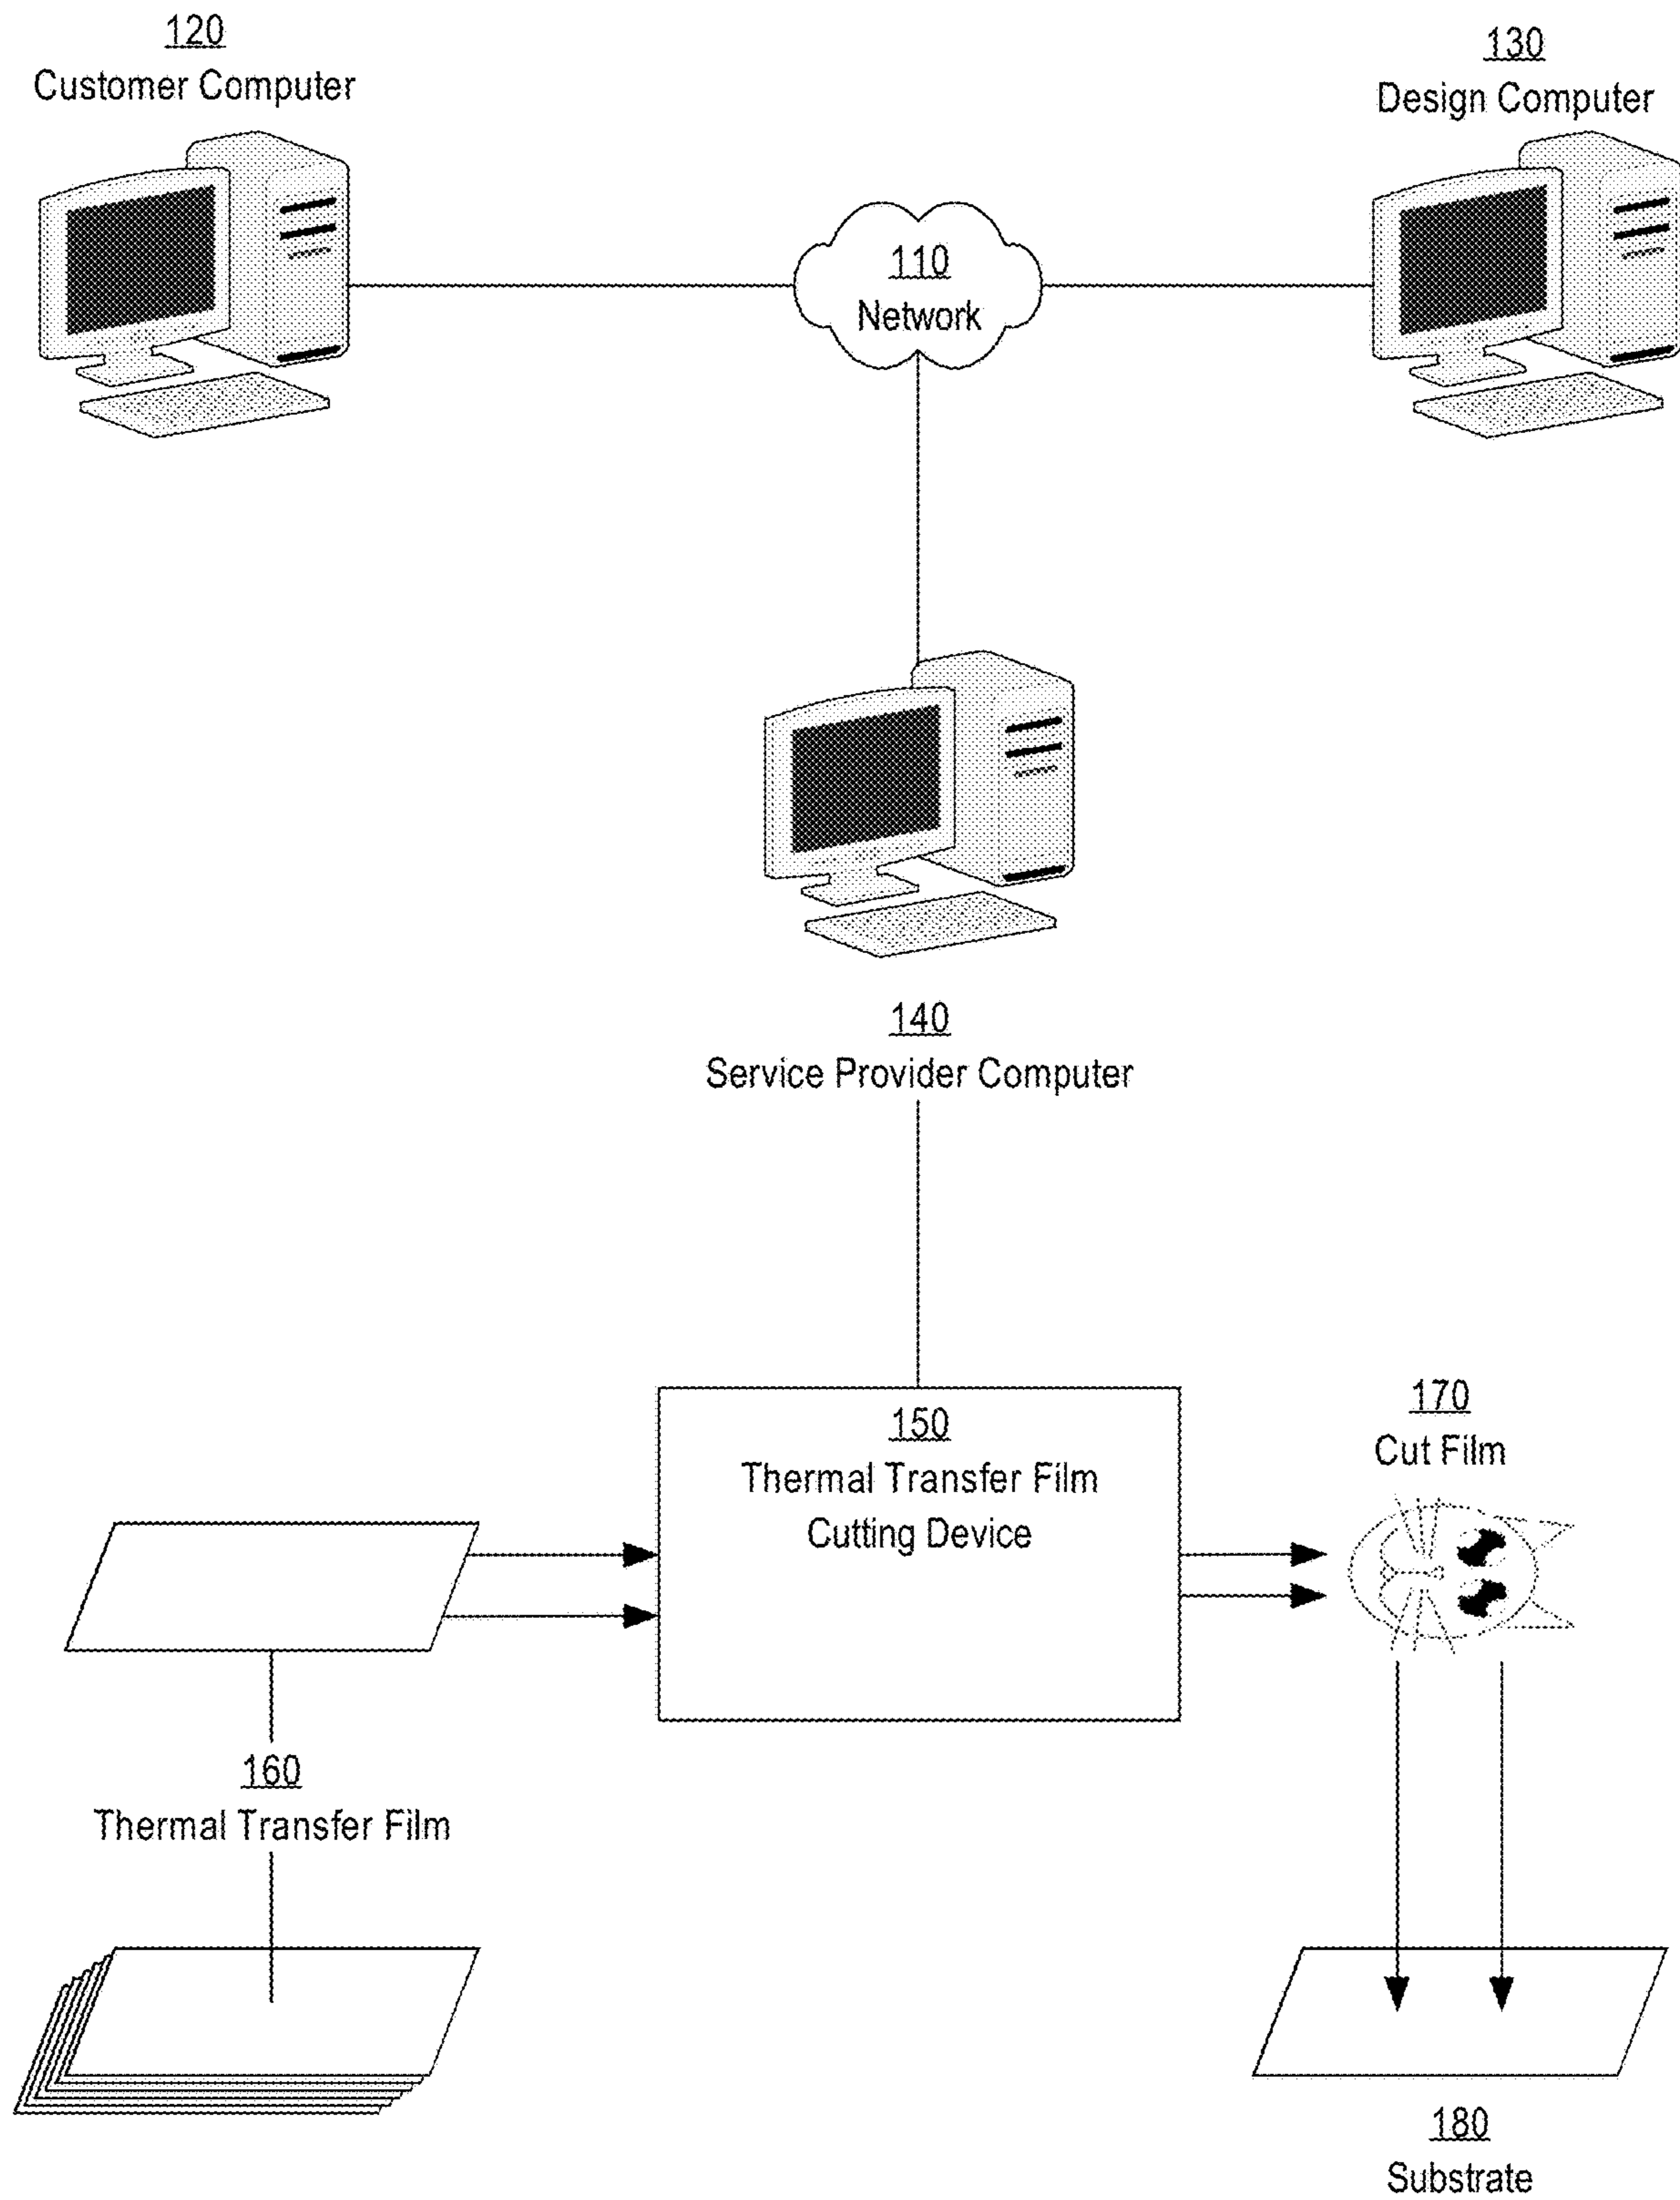 120
Customer Computer
130
Design Computer
110
Network
140
Service Provider Computer
150
Thermal Transfer Film
Cutting Device
170
Cut Film
160
Thermal Transfer Film
180
Substrate